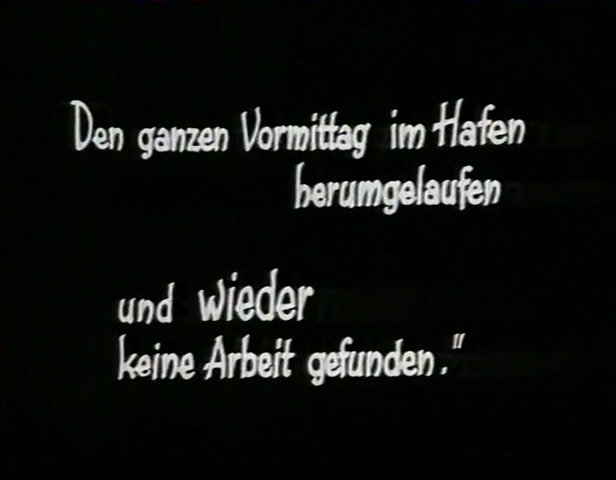 Den ganzen Vormittag im Hafen
herumgelaufen
und wieder
keine Arbeit gefunden."